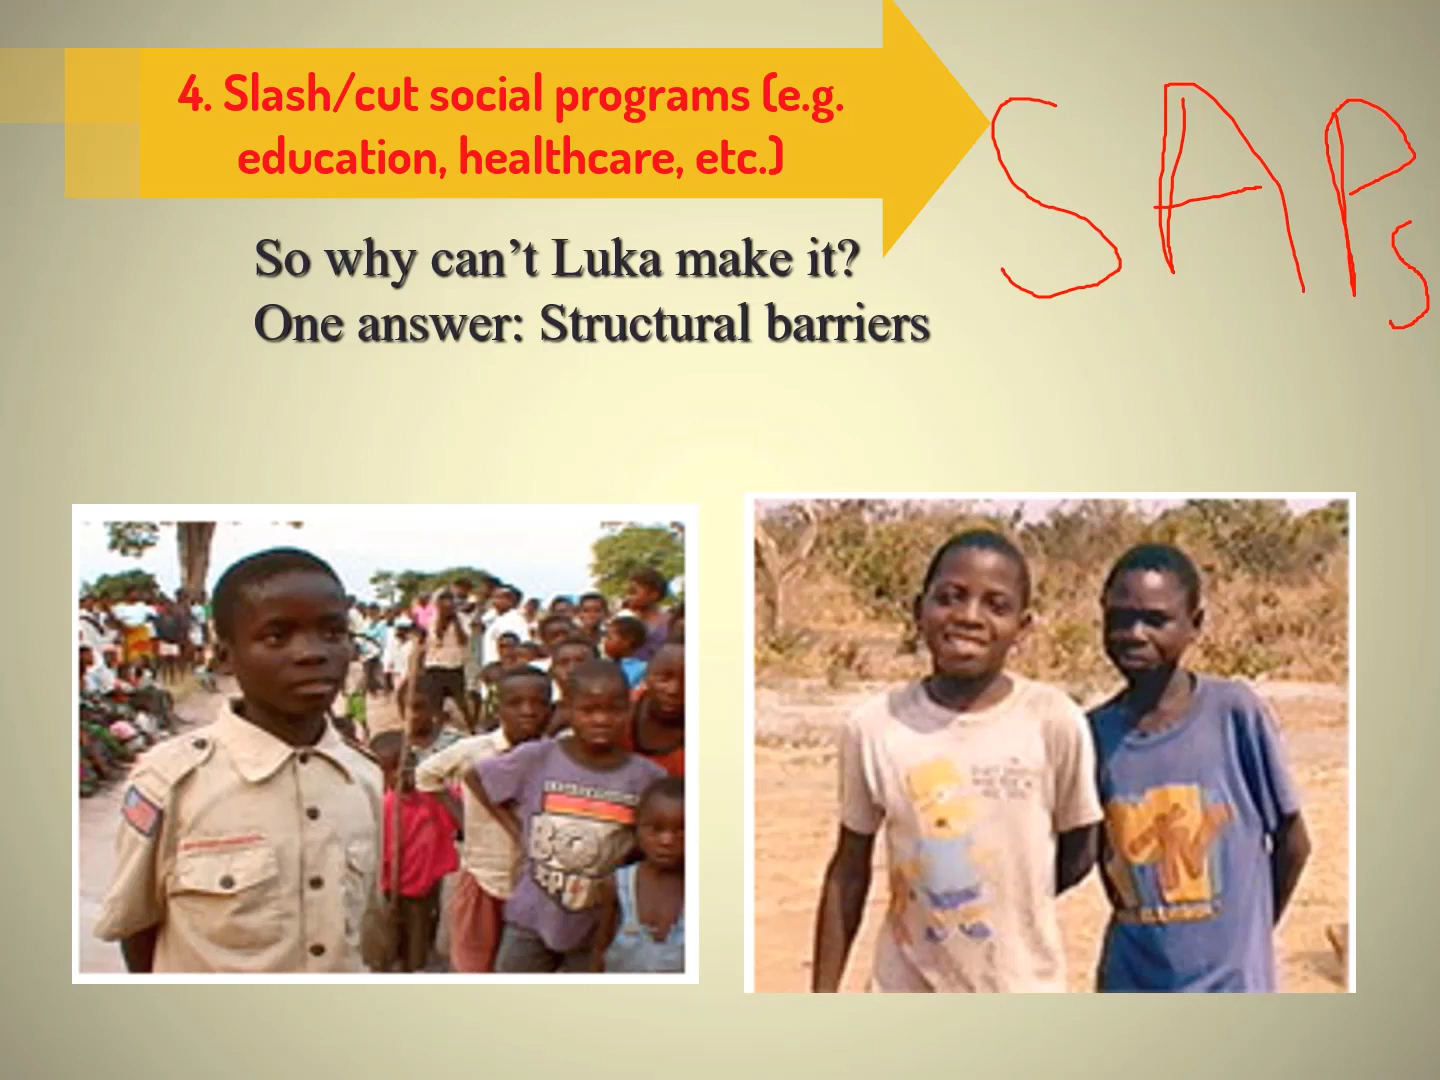 4. Slash/cut social programs (e.g.
education, healthcare, etc.)
SAPs
So why can’t Luka make it?
One answer: Structural barriers